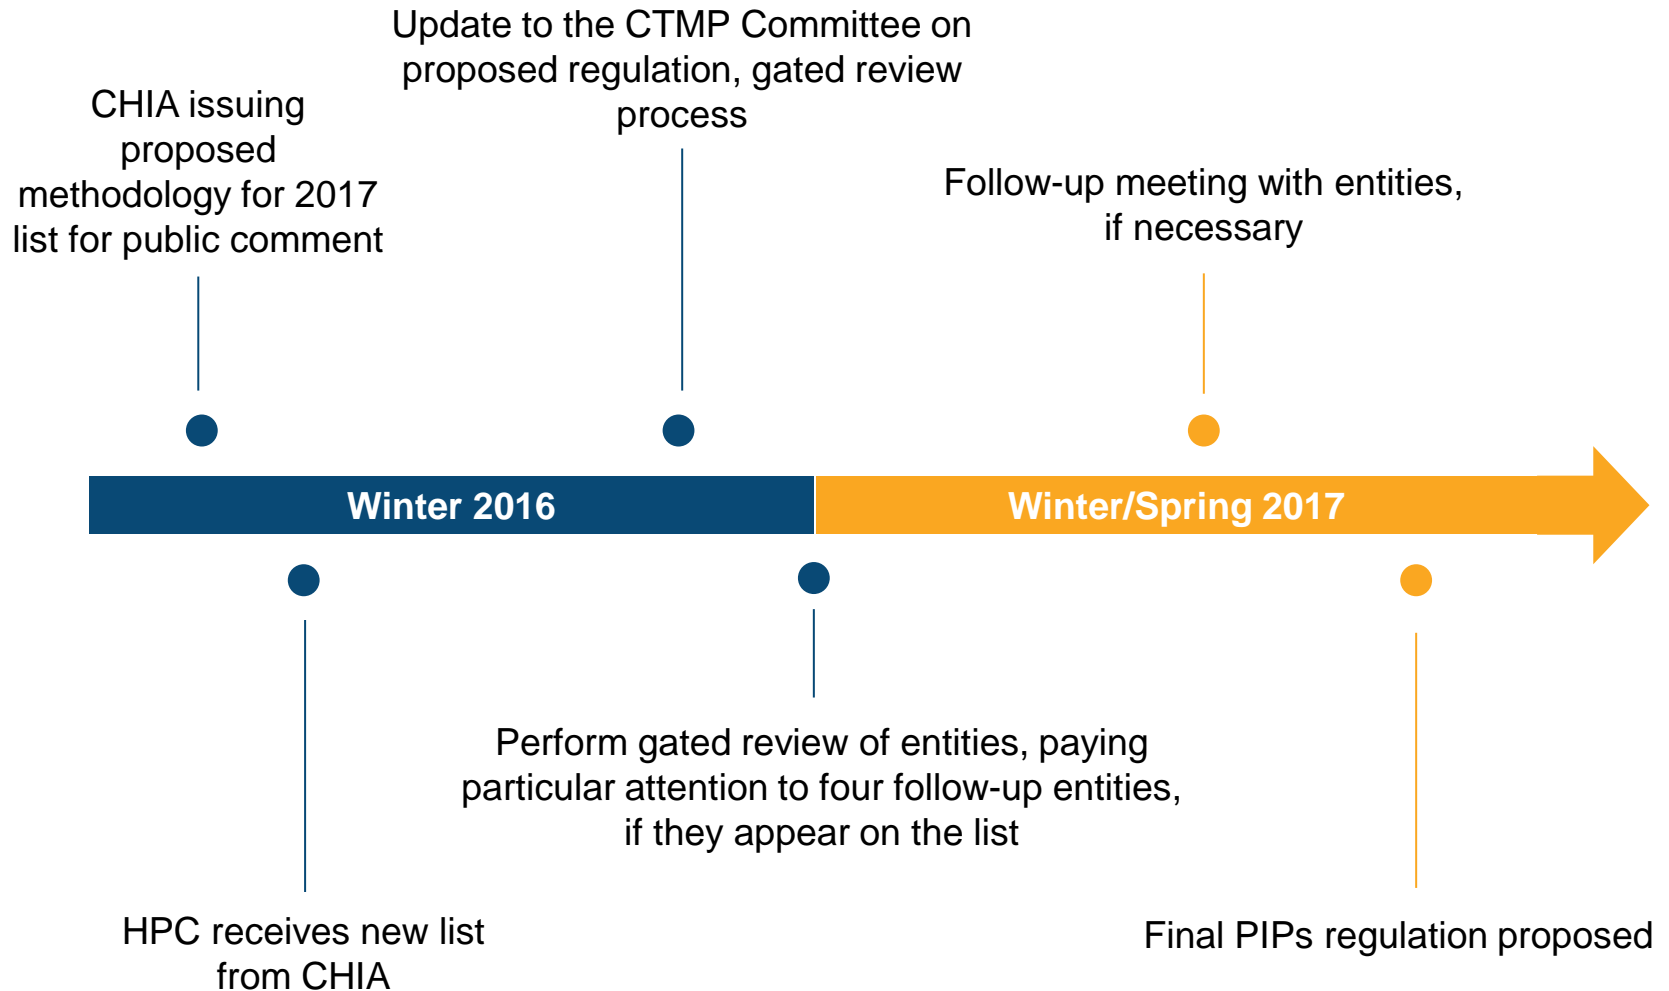 Update to the CTMP Committee on
proposed regulation, gated review
process
CHIA issuing
proposed
methodology for 2017
list for public comment
Follow-up meeting with entities,
if necessary
Winter 2016
Winter/Spring 2017
Perform gated review of entities, paying
particular attention to four follow-up entities,
if they appear on the list
HPC receives new list
from CHIA
Final PIPs regulation proposed